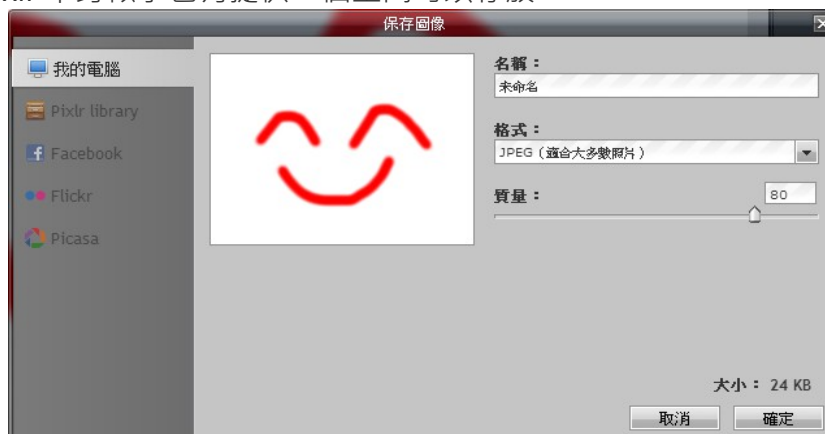 保存圖像
我的電腦
Pixlr library
Facebook
Flickr
Picasa
名稱：
未命名
格式：
JPEG（適合大多數照片）
質量：
80
大小： 24 KB
取消
確定